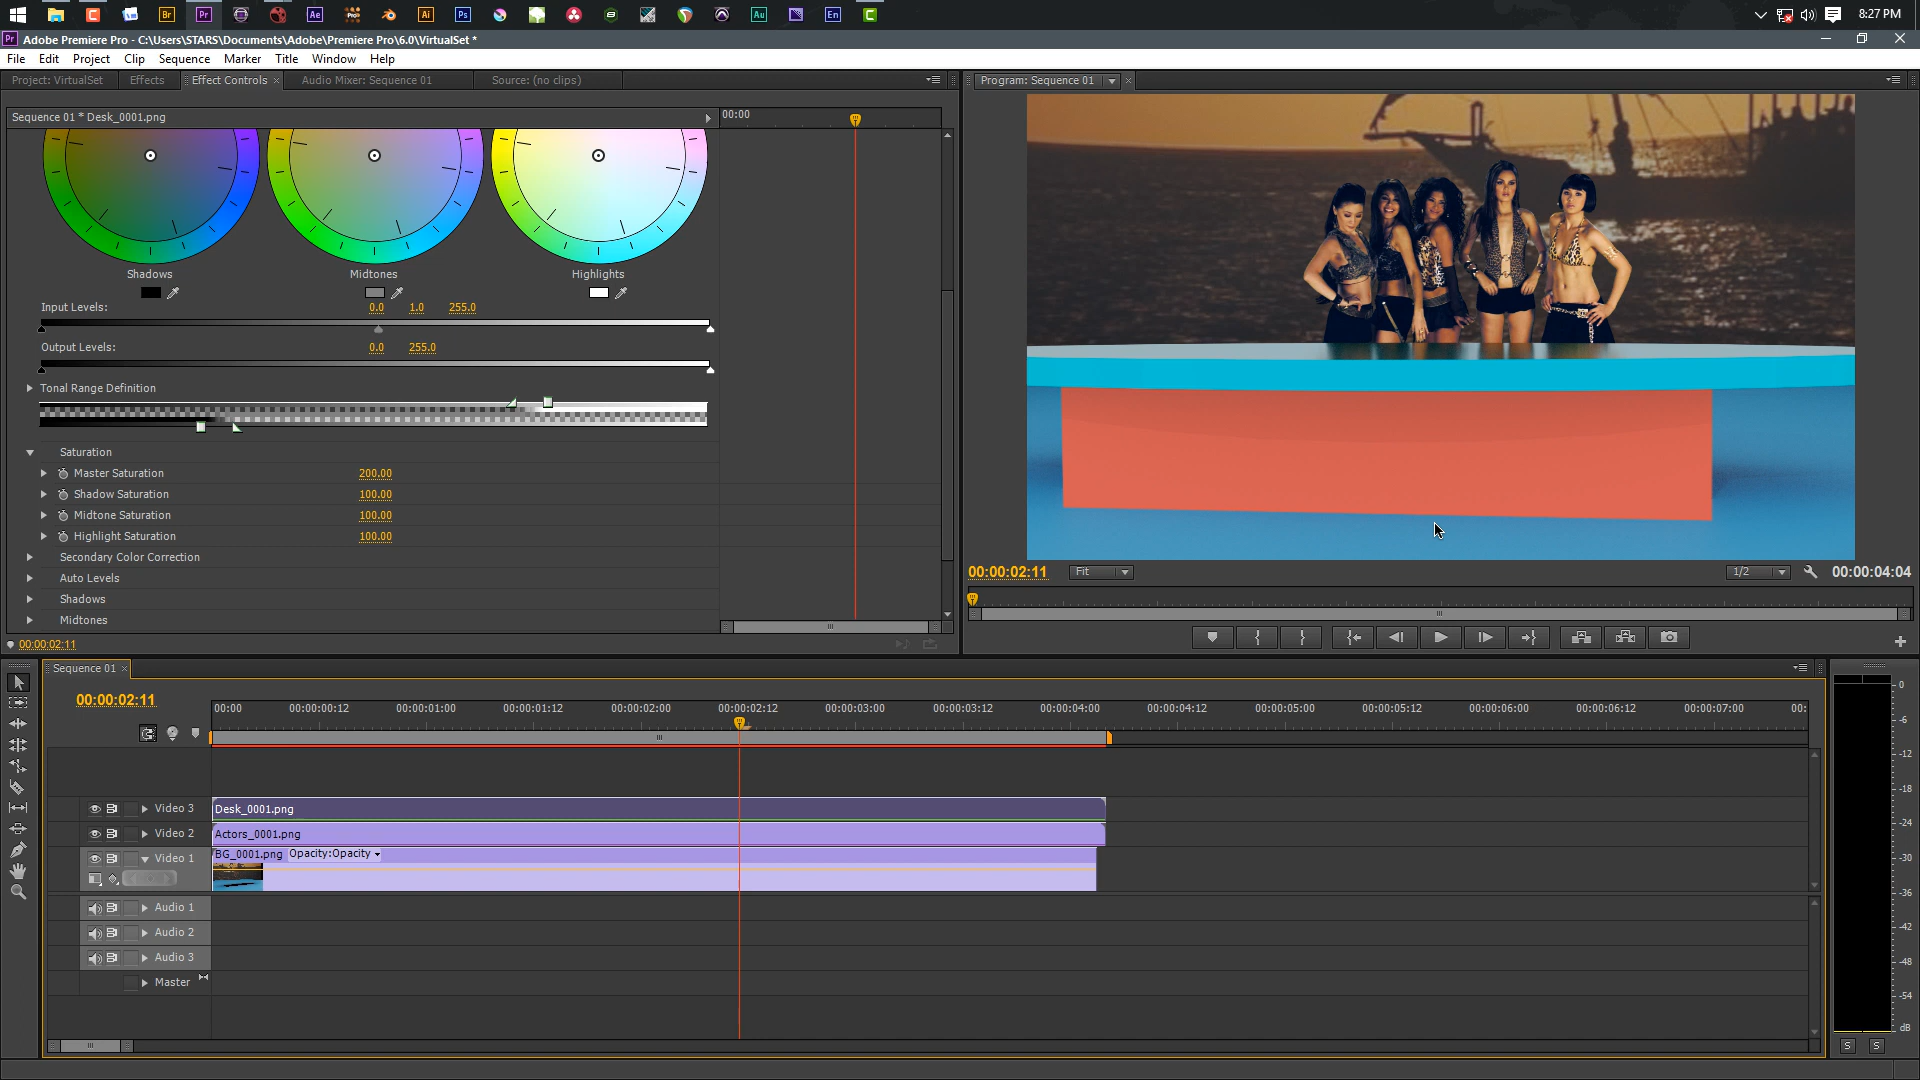 Br
Pr
Ae
Pro
Ai
Ps
Au
En
8:27 PM
Pr Adobe Premiere Pro - C:\Users\STARS\Documents\Adobe\Premiere Pro\6.0\VirtualSet *
File Edit Project Clip Sequence Marker Title Window Help
Project: VirtualSet Effects Effect Controls × Audio Mixer: Sequence 01 Source: (no clips)
Program: Sequence 01 ×
Sequence 01 * Desk_0001.png
00:00
Shadows Midtones Highlights
Input Levels: 0.0 1.0 255.0
Output Levels: 0.0 255.0
Tonal Range Definition
Saturation
Master Saturation 200.00
Shadow Saturation 100.00
Midtone Saturation 100.00
Highlight Saturation 100.00
Secondary Color Correction
Auto Levels
Shadows
Midtones
00:00:02:11
00:00:02:11 Fit 1/2 00:00:04:04
Sequence 01 ×
00:00:02:11
00:00 00:00:00:12 00:00:01:00 00:00:01:12 00:00:02:00 00:00:02:12 00:00:03:00 00:00:03:12 00:00:04:00 00:00:04:12 00:00:05:00 00:00:05:12 00:00:06:00 00:00:06:12 00:00:07:00 00:
Video 3 Desk_0001.png
Video 2 Actors_0001.png
Video 1 BG_0001.png Opacity:Opacity
Audio 1
Audio 2
Audio 3
Master
0
-6
-12
-18
-24
-30
-36
-42
-48
-54
dB
S S